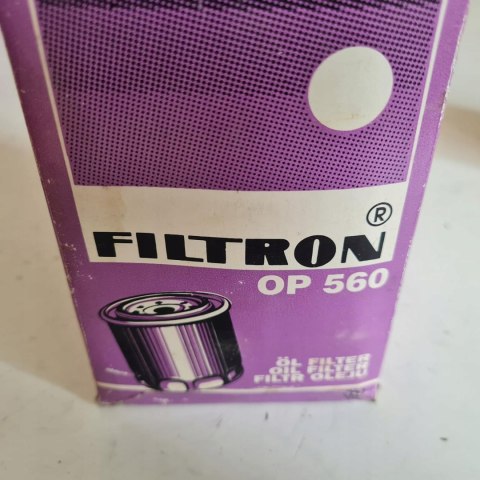 FILTRON®
OP 560
ÖL FILTER
OIL FILTER
FILTR OLEJU